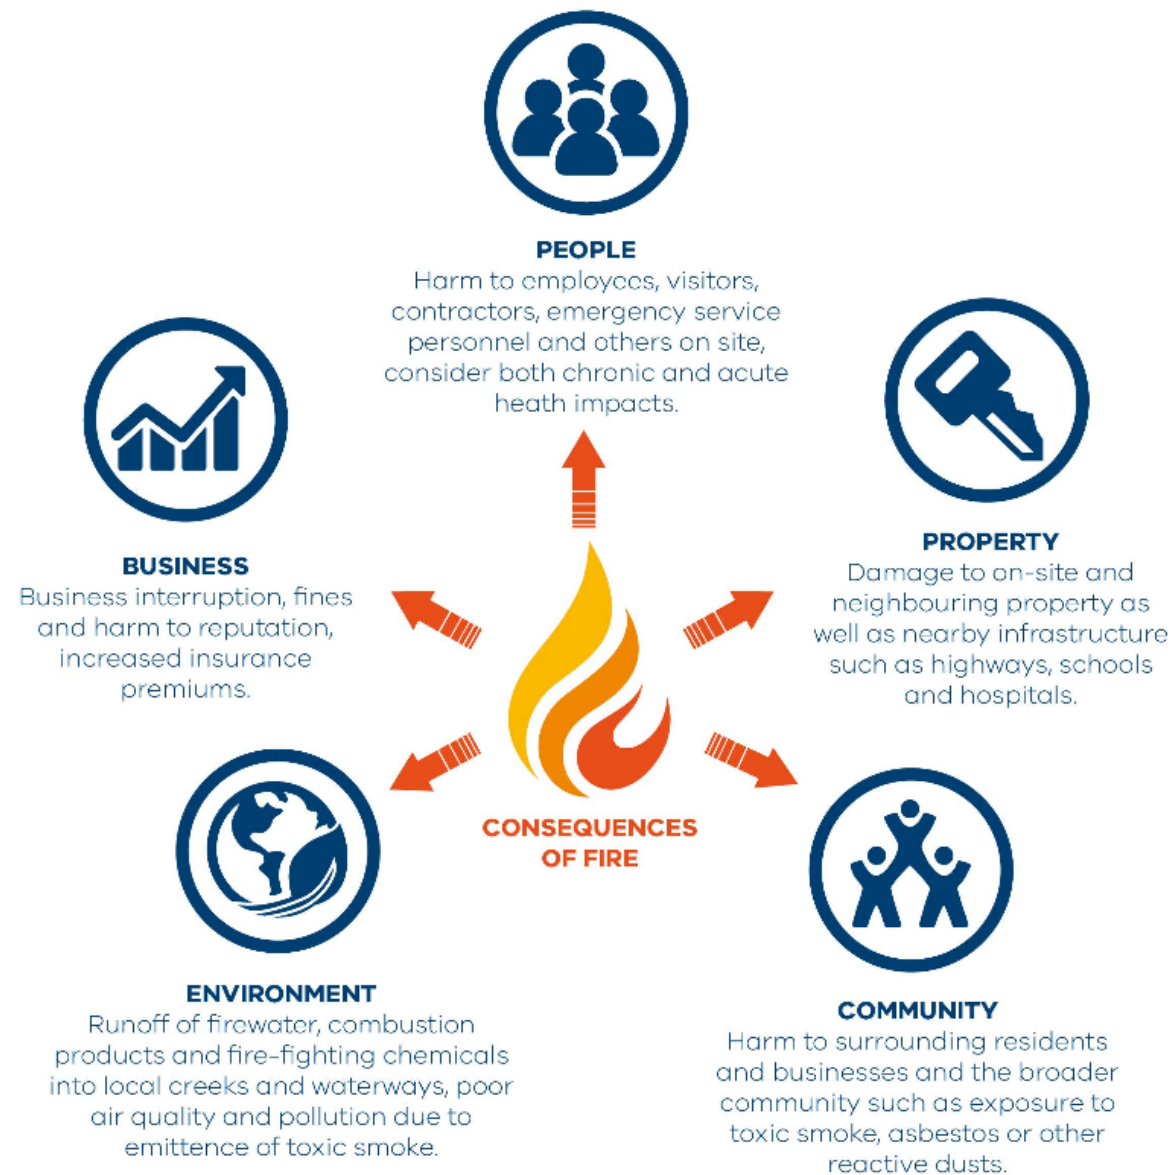 PEOPLE
Harm to employees, visitors,
contractors, emergency service
personnel and others on site,
consider both chronic and acute
heath impacts.
PROPERTY
Damage to on-site and
neighbouring property as
well as nearby infrastructure
such as highways, schools
and hospitals.
BUSINESS
Business interruption, fines
and harm to reputation,
increased insurance
premiums.
CONSEQUENCES
OF FIRE
ENVIRONMENT
Runoff of firewater, combustion
products and fire-fighting chemicals
into local creeks and waterways, poor
air quality and pollution due to
emittence of toxic smoke.
COMMUNITY
Harm to surrounding residents
and businesses and the broader
community such as exposure to
toxic smoke, asbestos or other
reactive dusts.